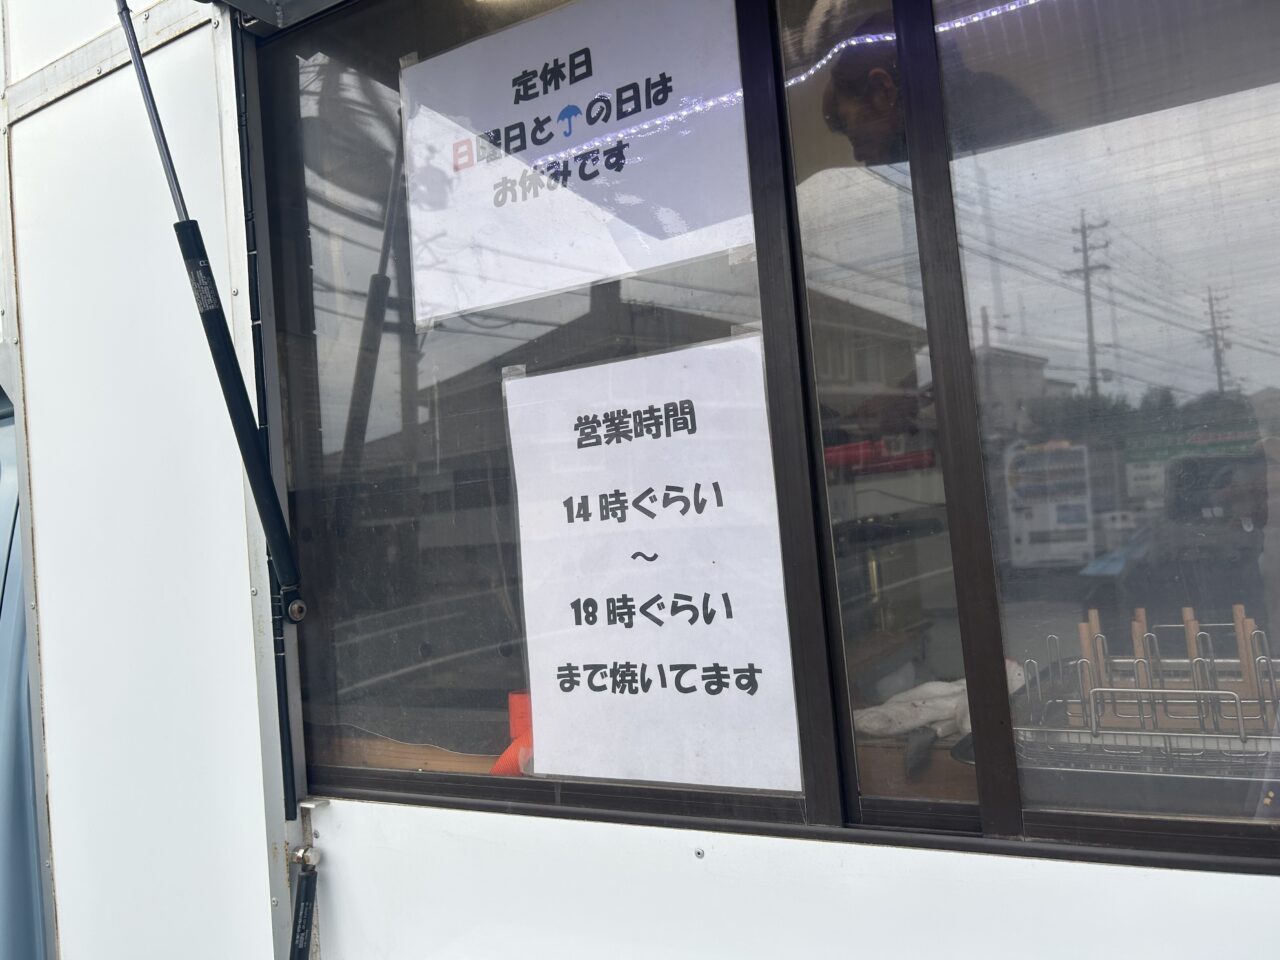 定休日
日曜日と☂の日は
お休みです
営業時間
14時ぐらい
～
18時ぐらい
まで焼いてます